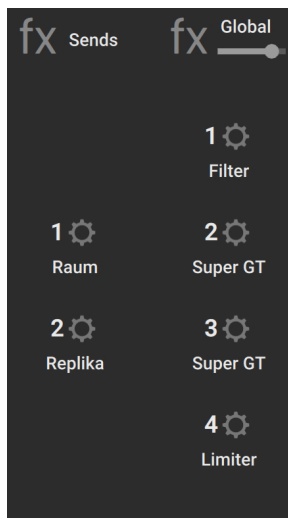 fx Sends
fx Global
1
Filter
1
Raum
2
Super GT
2
Replika
3
Super GT
4
Limiter